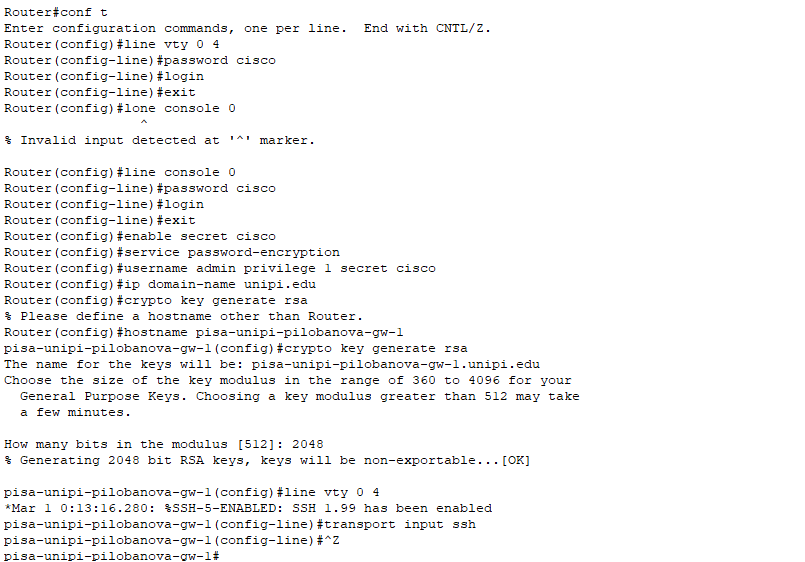 Router#conf t
Enter configuration commands, one per line.  End with CNTL/Z.
Router(config)#line vty 0 4
Router(config-line)#password cisco
Router(config-line)#login
Router(config-line)#exit
Router(config)#lone console 0
                 ^
% Invalid input detected at '^' marker.

Router(config)#line console 0
Router(config-line)#password cisco
Router(config-line)#login
Router(config-line)#exit
Router(config)#enable secret cisco
Router(config)#service password-encryption
Router(config)#username admin privilege 1 secret cisco
Router(config)#ip domain-name unipi.edu
Router(config)#crypto key generate rsa
% Please define a hostname other than Router.
Router(config)#hostname pisa-unipi-pilobanova-gw-1
pisa-unipi-pilobanova-gw-1(config)#crypto key generate rsa
The name for the keys will be: pisa-unipi-pilobanova-gw-1.unipi.edu
Choose the size of the key modulus in the range of 360 to 4096 for your
  General Purpose Keys. Choosing a key modulus greater than 512 may take
  a few minutes.

How many bits in the modulus [512]: 2048
% Generating 2048 bit RSA keys, keys will be non-exportable...[OK]

pisa-unipi-pilobanova-gw-1(config)#line vty 0 4
*Mar 1 0:13:16.280: %SSH-5-ENABLED: SSH 1.99 has been enabled
pisa-unipi-pilobanova-gw-1(config-line)#transport input ssh
pisa-unipi-pilobanova-gw-1(config-line)#^Z
pisa-unipi-pilobanova-gw-1#